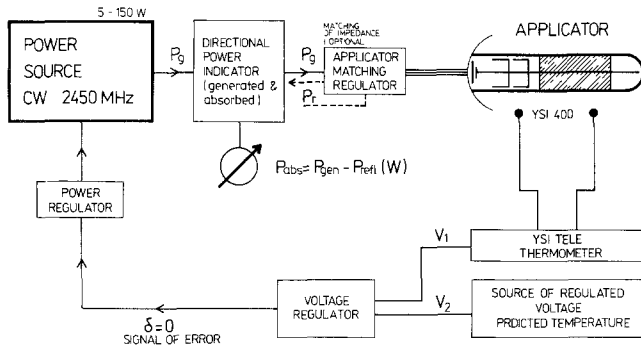 5 - 150 W
POWER
SOURCE
CW 2450 MHz
Pg
DIRECTIONAL
POWER
INDICATOR
(generated &
absorbed)
Pg
Pr
MATCHING
OF IMPEDANCE
OPTIONAL
APPLICATOR
MATCHING
REGULATOR
APPLICATOR
YSI 400
Pabs = Pgen - Prefl (W)
POWER
REGULATOR
V1
YSI TELE
THERMOMETER
VOLTAGE
REGULATOR
V2
SOURCE OF REGULATED
VOLTAGE
PRDICTED TEMPERATURE
δ=0
SIGNAL OF ERROR